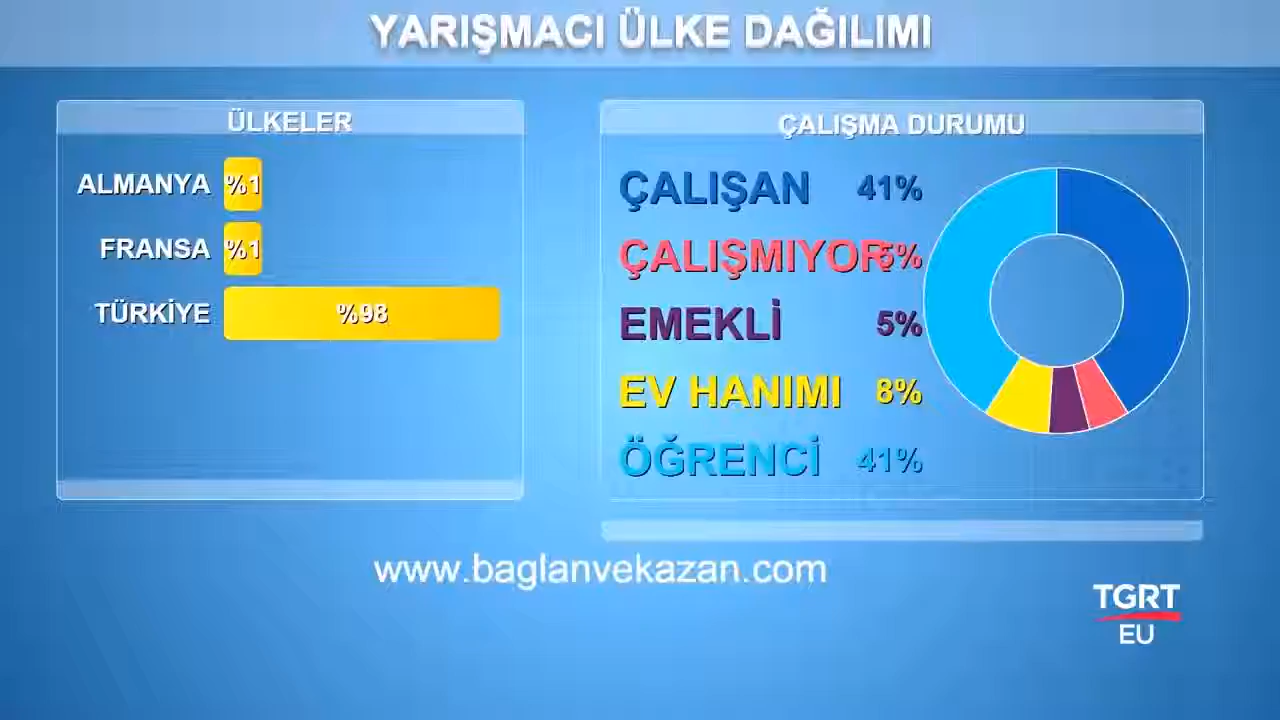 YARIŞMACI ÜLKE DAĞILIMI
ÜLKELER
ALMANYA %1
FRANSA %1
TÜRKİYE %98
ÇALIŞMA DURUMU
ÇALIŞAN 41%
ÇALIŞMIYOR 5%
EMEKLİ 5%
EV HANIMI 8%
ÖĞRENCİ 41%
www.baglanvekazan.com
TGRT
EU